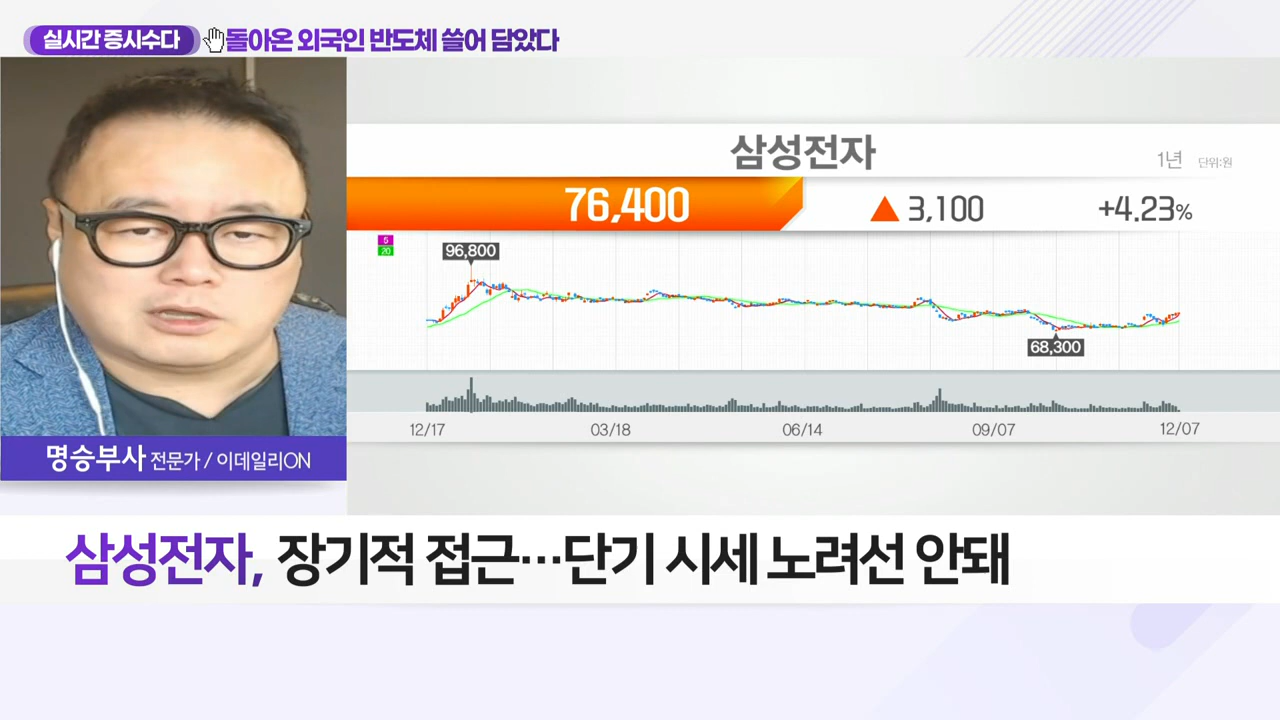 실시간 증시수다 돌아온 외국인 반도체 쓸어 담았다
삼성전자
1년 단위:원
76,400 ▲ 3,100 +4.23%
5
20
96,800
68,300
12/17 03/18 06/14 09/07 12/07
명승부사 전문가 / 이데일리ON
삼성전자, 장기적 접근…단기 시세 노려선 안돼